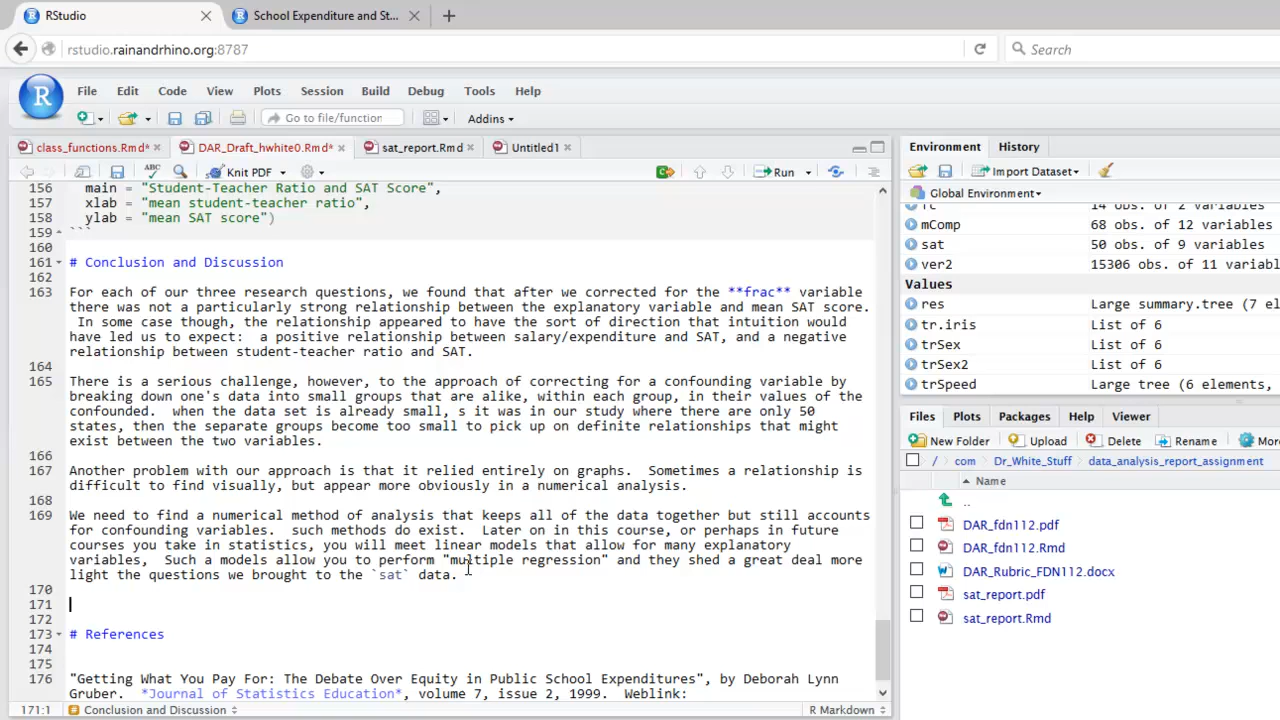 RStudio
School Expenditure and St...
rstudio.rainandrhino.org:8787
Search
R
File Edit Code View Plots Session Build Debug Tools Help
Go to file/function
Addins
class_functions.Rmd*
DAR_Draft_hwhite0.Rmd*
sat_report.Rmd
Untitled1
ABC
Knit PDF
Run
156 main = "Student-Teacher Ratio and SAT Score",
157 xlab = "mean student-teacher ratio",
158 ylab = "mean SAT score")
159 ```
160
161 # Conclusion and Discussion
162
163 For each of our three research questions, we found that after we corrected for the **frac** variable
there was not a particularly strong relationship between the explanatory variable and mean SAT score.
In some case though, the relationship appeared to have the sort of direction that intuition would
have led us to expect: a positive relationship between salary/expenditure and SAT, and a negative
relationship between student-teacher ratio and SAT.
164
165 There is a serious challenge, however, to the approach of correcting for a confounding variable by
breaking down one's data into small groups that are alike, within each group, in their values of the
confounded. when the data set is already small, s it was in our study where there are only 50
states, then the separate groups become too small to pick up on definite relationships that might
exist between the two variables.
166
167 Another problem with our approach is that it relied entirely on graphs. Sometimes a relationship is
difficult to find visually, but appear more obviously in a numerical analysis.
168
169 We need to find a numerical method of analysis that keeps all of the data together but still accounts
for confounding variables. such methods do exist. Later on in this course, or perhaps in future
courses you take in statistics, you will meet linear models that allow for many explanatory
variables, Such a models allow you to perform "multiple regression" and they shed a great deal more
light the questions we brought to the `sat` data.
170
171
172
173 # References
174
175
176 "Getting What You Pay For: The Debate Over Equity in Public School Expenditures", by Deborah Lynn
Gruber. *Journal of Statistics Education*, volume 7, issue 2, 1999. Weblink:
171:1 # Conclusion and Discussion R Markdown
Environment History
Import Dataset
Global Environment
14 obs. of 2 variables
mComp 68 obs. of 12 variables
sat 50 obs. of 9 variables
ver2 15306 obs. of 11 variabl
Values
res Large summary.tree (7 el
tr.iris List of 6
trSex List of 6
trSex2 List of 6
trSpeed Large tree (6 elements,
Files Plots Packages Help Viewer
New Folder Upload Delete Rename Mor
/ com Dr_White_Stuff data_analysis_report_assignment
Name
..
DAR_fdn112.pdf
DAR_fdn112.Rmd
DAR_Rubric_FDN112.docx
sat_report.pdf
sat_report.Rmd